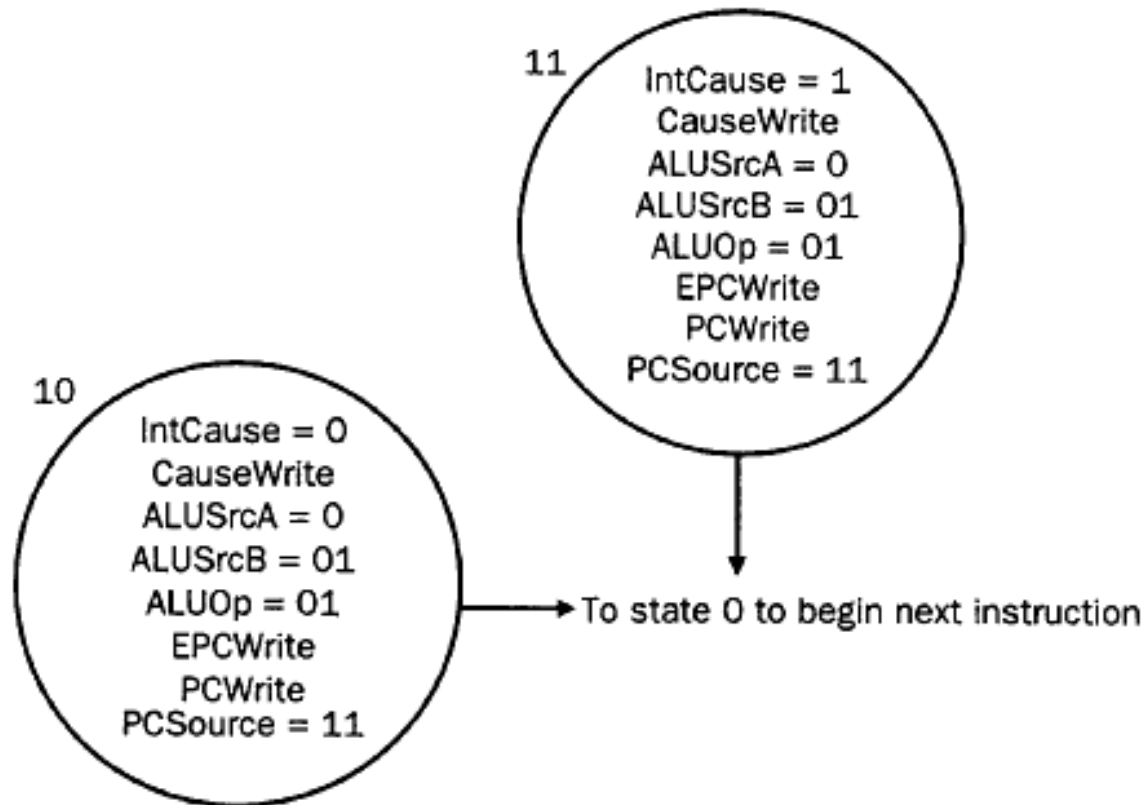 11
IntCause = 1
CauseWrite
ALUSrcA = 0
ALUSrcB = 01
ALUOp = 01
EPCWrite
PCWrite
PCSource = 11
10
IntCause = 0
CauseWrite
ALUSrcA = 0
ALUSrcB = 01
ALUOp = 01
EPCWrite
PCWrite
PCSource = 11
To state 0 to begin next instruction